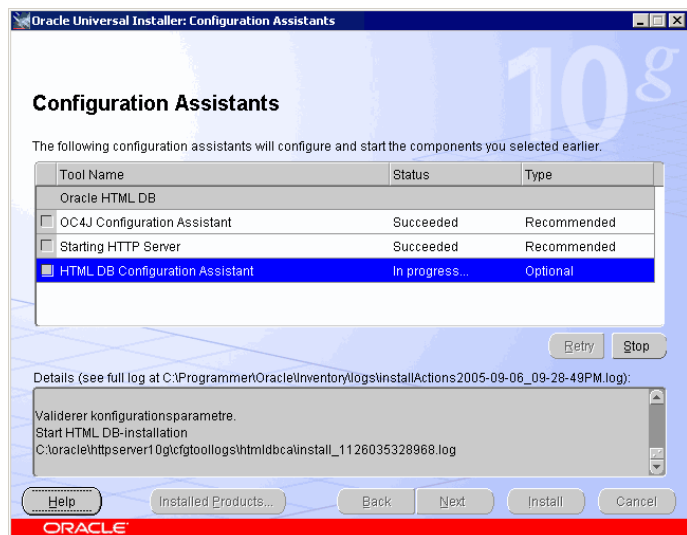 Oracle Universal Installer: Configuration Assistants
10g
Configuration Assistants
The following configuration assistants will configure and start the components you selected earlier.
Tool Name Status Type
Oracle HTML DB
OC4J Configuration Assistant Succeeded Recommended
Starting HTTP Server Succeeded Recommended
HTML DB Configuration Assistant In progress... Optional
Retry Stop
Details (see full log at C:\Programmer\Oracle\Inventory\logs\installActions2005-09-06_09-28-49PM.log):
Validerer konfigurationsparametre.
Start HTML DB-installation
C:\oracle\httpserver10g\cfgtoollogs\htmldbca\install_1126035328968.log
Help Installed Products... Back Next Install Cancel
ORACLE